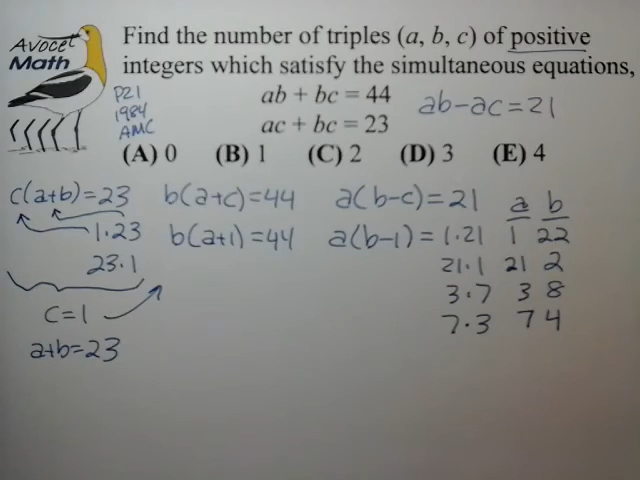 Avocet
Math
Find the number of triples (a, b, c) of positive
integers which satisfy the simultaneous equations,
P21
1984
AMC
ab + bc = 44
ac + bc = 23
ab-ac=21
(A) 0 (B) 1 (C) 2 (D) 3 (E) 4
c(a+b)=23 b(a+c)=44 a(b-c)=21 a b
1·23 b(a+1)=44 a(b-1)=1·21 1 22
23·1 21·1 21 2
3·7 3 8
c=1 7·3 7 4
a+b=23